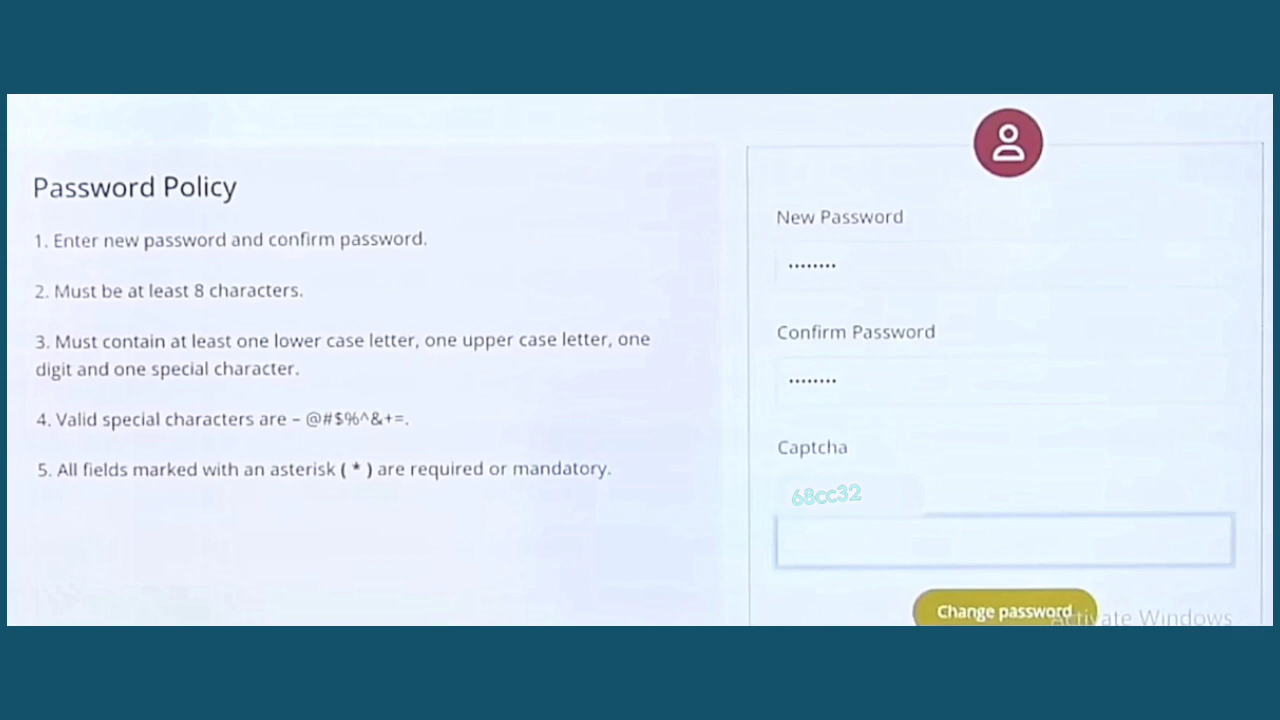 Password Policy
1. Enter new password and confirm password.
2. Must be at least 8 characters.
3. Must contain at least one lower case letter, one upper case letter, one
digit and one special character.
4. Valid special characters are – @#$%^&+=.
5. All fields marked with an asterisk ( * ) are required or mandatory.
New Password
••••••••
Confirm Password
••••••••
Captcha
68cc32
Change password
Activate Windows